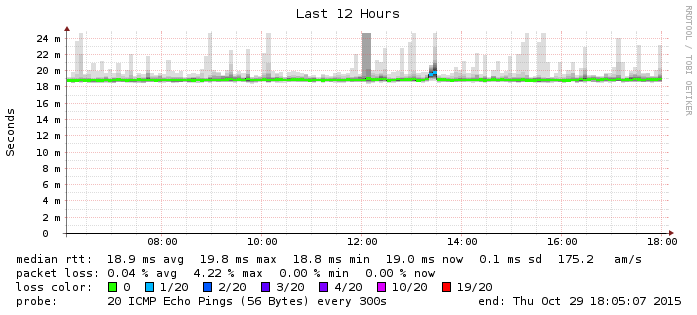 Last 12 Hours
RRDTOOL / TOBI OETIKER
Seconds
24 m
22 m
20 m
18 m
16 m
14 m
12 m
10 m
8 m
6 m
4 m
2 m
0
08:00 10:00 12:00 14:00 16:00 18:00
median rtt: 18.9 ms avg 19.8 ms max 18.8 ms min 19.0 ms now 0.1 ms sd 175.2 am/s
packet loss: 0.04 % avg 4.22 % max 0.00 % min 0.00 % now
loss color: 0 1/20 2/20 3/20 4/20 10/20 19/20
probe: 20 ICMP Echo Pings (56 Bytes) every 300s end: Thu Oct 29 18:05:07 2015